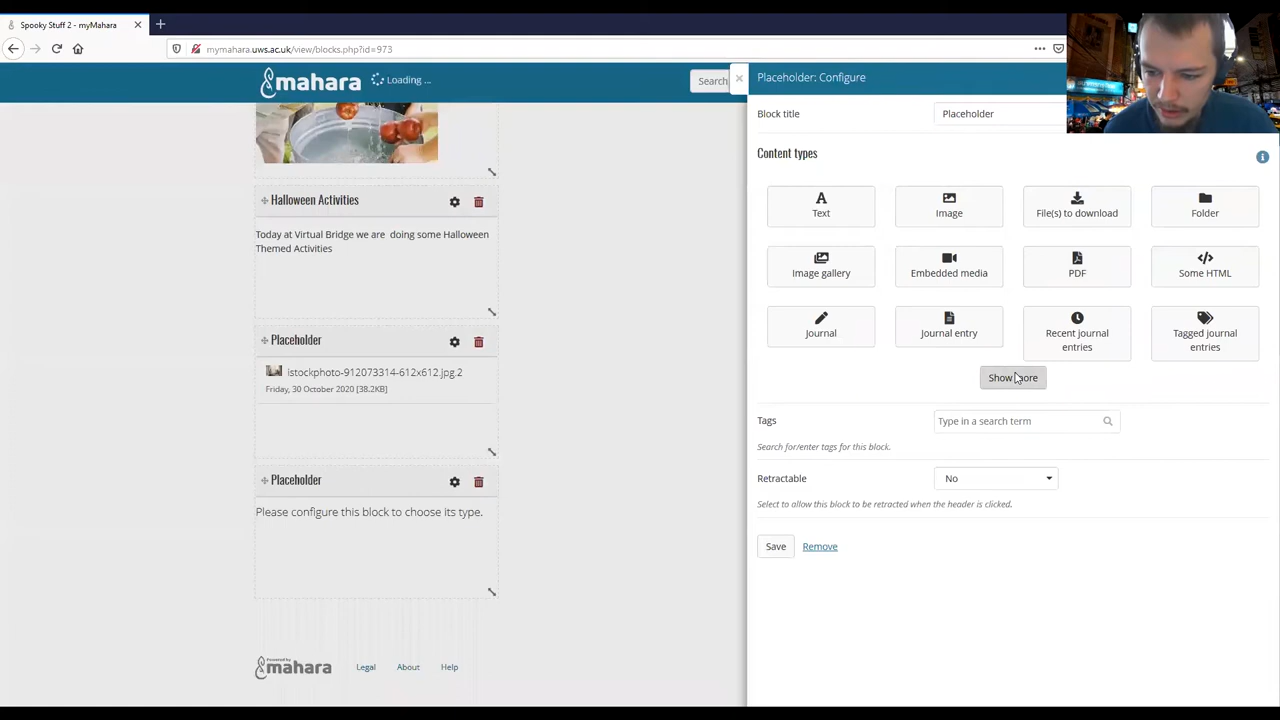 Spooky Stuff 2 - myMahara
mymahara.uws.ac.uk/view/blocks.php?id=973
mahara
Loading ...
Search
Halloween Activities
Today at Virtual Bridge we are doing some Halloween
Themed Activities
Placeholder
istockphoto-912073314-612x612.jpg.2
Friday, 30 October 2020 [38.2KB]
Placeholder
Please configure this block to choose its type.
Powered by
mahara
Legal
About
Help
Placeholder: Configure
Block title
Placeholder
Content types
Text
Image
File(s) to download
Folder
Image gallery
Embedded media
PDF
Some HTML
Journal
Journal entry
Recent journal
entries
Tagged journal
entries
Show more
Tags
Type in a search term
Search for/enter tags for this block.
Retractable
No
Select to allow this block to be retracted when the header is clicked.
Save
Remove